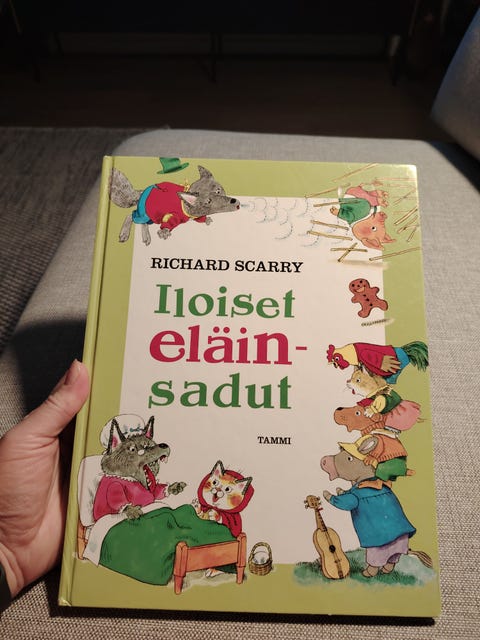 RICHARD SCARRY
Iloiset
eläin-
sadut
TAMMI